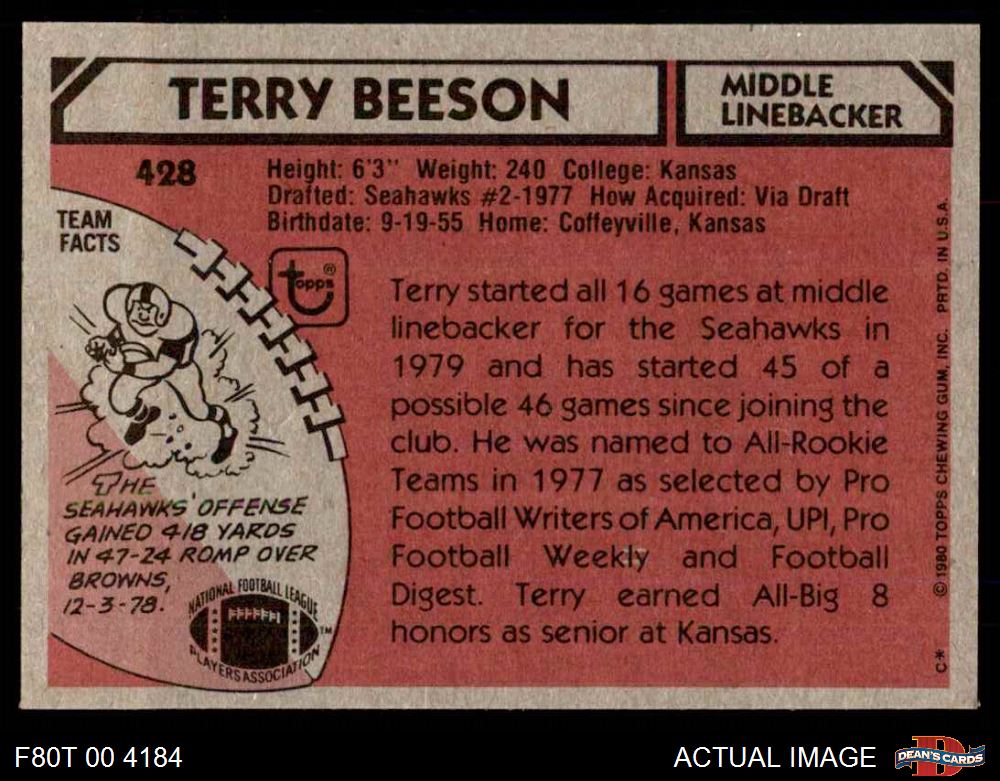 TERRY BEESON
MIDDLE
LINEBACKER
428
Height: 6'3" Weight: 240 College: Kansas
Drafted: Seahawks #2-1977 How Acquired: Via Draft
Birthdate: 9-19-55 Home: Coffeyville, Kansas
TEAM
FACTS
topps®
Terry started all 16 games at middle
linebacker for the Seahawks in
1979 and has started 45 of a
possible 46 games since joining the
club. He was named to All-Rookie
Teams in 1977 as selected by Pro
Football Writers of America, UPI, Pro
Football Weekly and Football
Digest. Terry earned All-Big 8
honors as senior at Kansas.
THE
SEAHAWKS' OFFENSE
GAINED 418 YARDS
IN 47-24 ROMP OVER
BROWNS,
12-3-78.
NATIONAL FOOTBALL LEAGUE
PLAYERS ASSOCIATION
TM
C* © 1980 TOPPS CHEWING GUM, INC. PRTD. IN U.S.A.
F80T 00 4184
ACTUAL IMAGE
D
DEAN'S CARDS